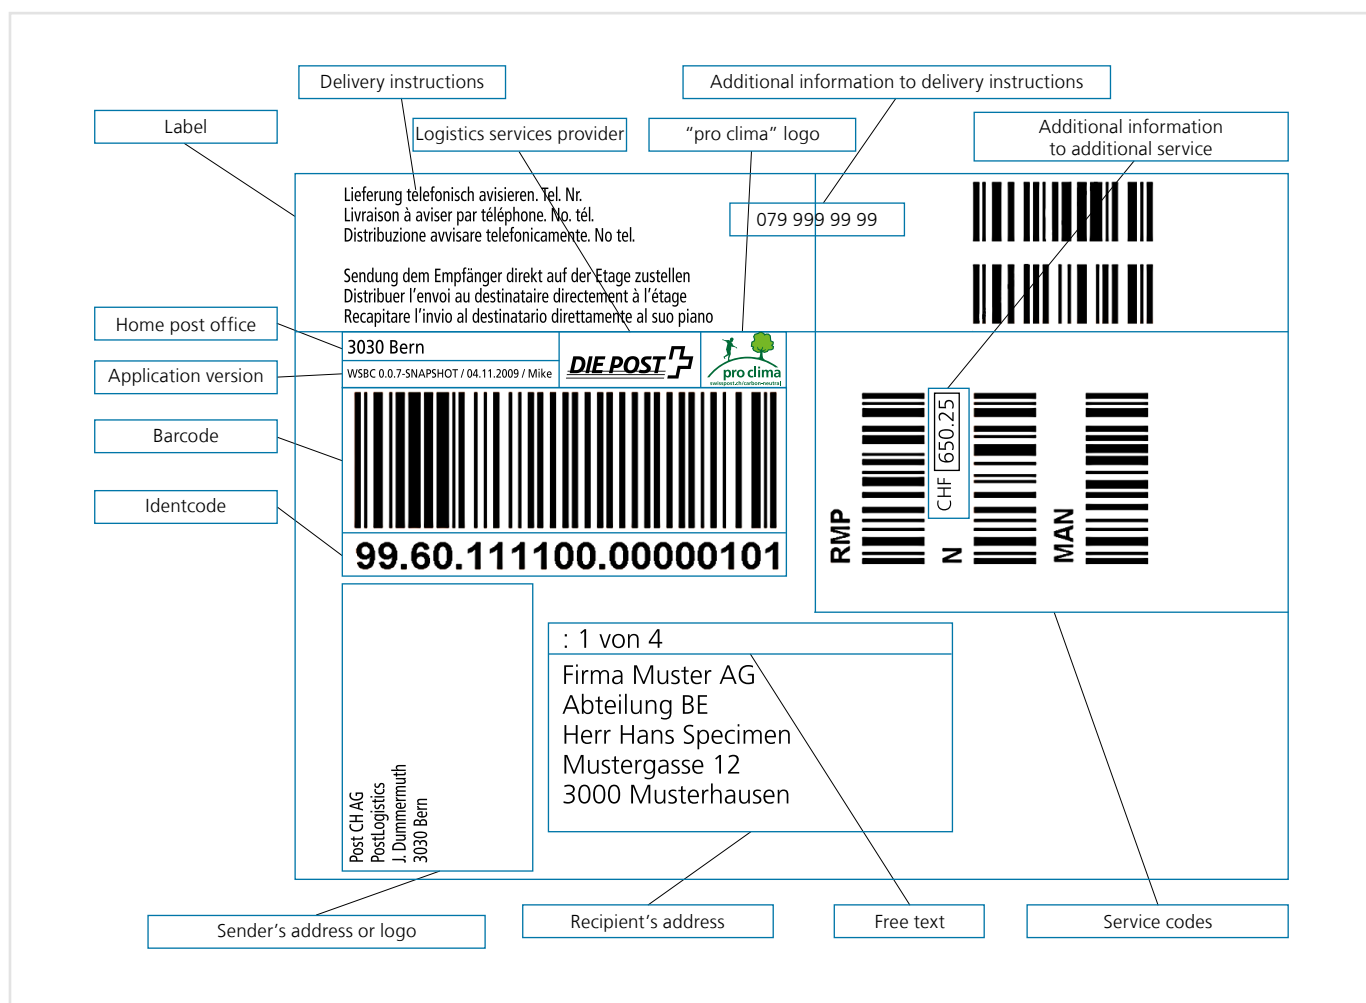 Delivery instructions
Additional information to delivery instructions
Label
Logistics services provider
“pro clima” logo
Additional information
to additional service
Lieferung telefonisch avisieren. Tel. Nr.
Livraison à aviser par téléphone. No. tél.
Distribuzione avvisare telefonicamente. No tel.
079 999 99 99
Sendung dem Empfänger direkt auf der Etage zustellen
Distribuer l’envoi au destinataire directement à l’étage
Recapitare l’invio al destinatario direttamente al suo piano
Home post office
3030 Bern
DIE POST
pro clima
swisspost.ch/carbon-neutral
Application version
WSBC 0.0.7-SNAPSHOT / 04.11.2009 / Mike
Barcode
Identcode
99.60.111100.00000101
RMP
CHF 650.25
N
MAN
: 1 von 4
Firma Muster AG
Abteilung BE
Herr Hans Specimen
Mustergasse 12
3000 Musterhausen
Post CH AG
PostLogistics
J. Dummermuth
3030 Bern
Sender’s address or logo
Recipient’s address
Free text
Service codes